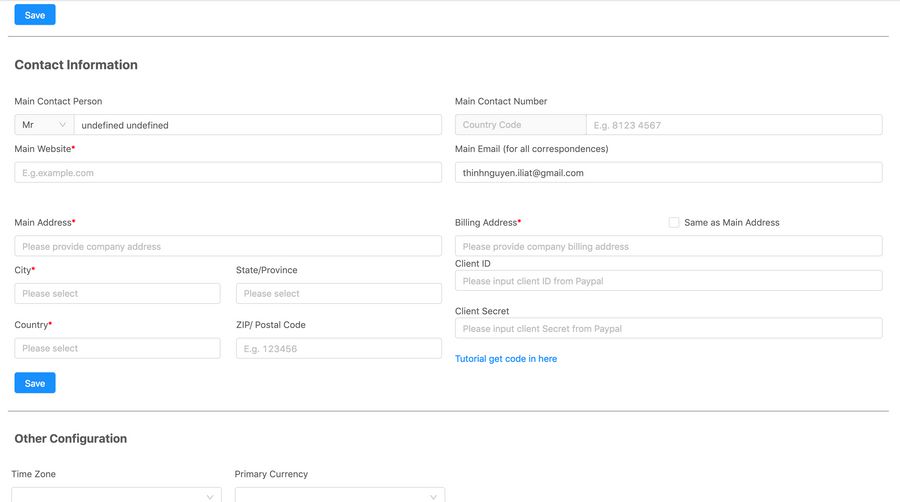 Save
Contact Information
Main Contact Person
Main Contact Number
Mr
undefined undefined
Country Code
E.g. 8123 4567
Main Website*
Main Email (for all correspondences)
E.g.example.com
thinhnguyen.iliat@gmail.com
Main Address*
Billing Address*
Same as Main Address
Please provide company address
Please provide company billing address
City*
State/Province
Client ID
Please select
Please select
Please input client ID from Paypal
Country*
ZIP/ Postal Code
Client Secret
Please select
E.g. 123456
Please input client Secret from Paypal
Tutorial get code in here
Save
Other Configuration
Time Zone
Primary Currency